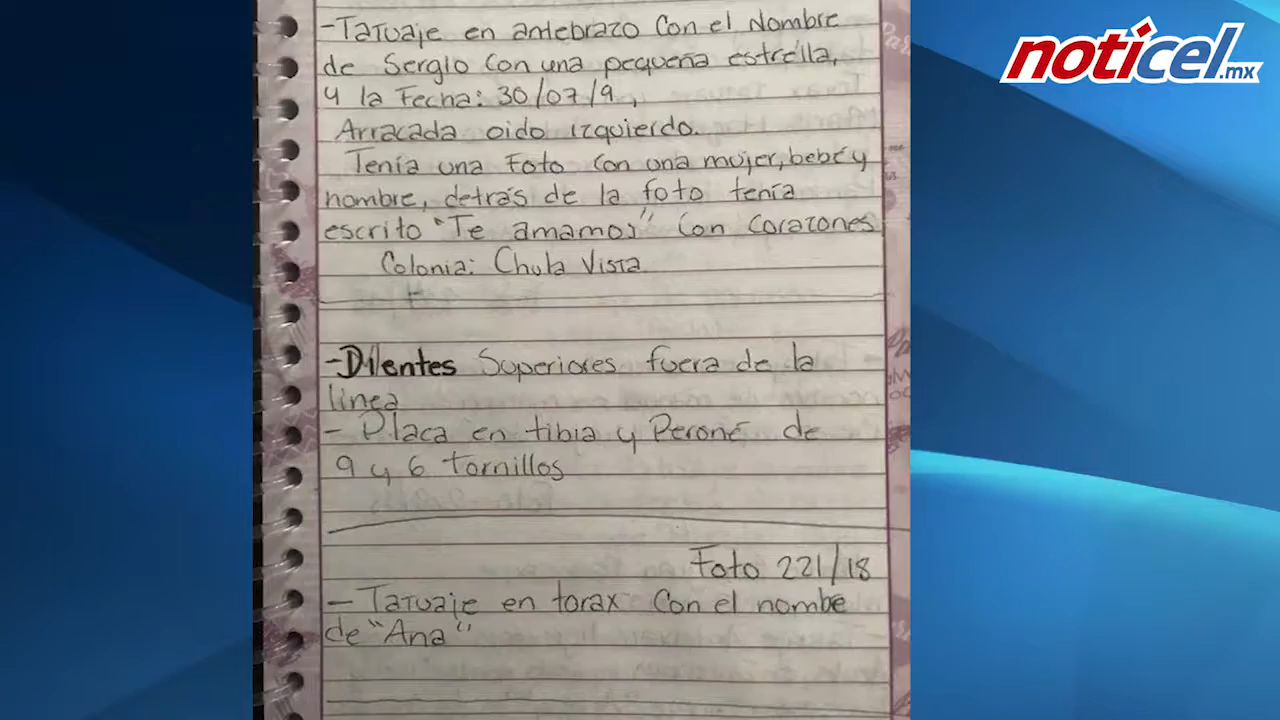 -Tatuaje en antebrazo Con el Nombre
de Sergio Con una pequeña estrella,
y la Fecha: 30/07/9,
Arracada oido izquierdo.
Tenía una Foto Con una mujer, bebé y
nombre, detrás de la foto tenía
escrito "Te amamos" Con Corazones
Colonia: Chula Vista
-Dientes Superiores fuera de la
línea
- Placa en tibia y Peroné de
9 y 6 tornillos
Foto 221/18
- Tatuaje en torax Con el nombe
de "Ana"
noticel.mx